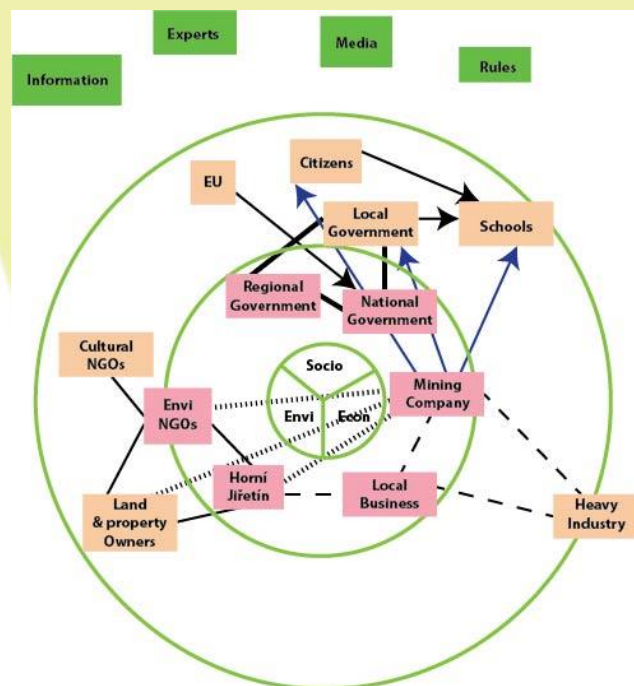 Experts
Media
Rules
Information
Citizens
EU
Local
Government
Schools
Regional
Government
National
Government
Cultural
NGOs
Socio
Mining
Company
Envi
NGOs
Envi
Econ
Horní
Jiřetín
Local
Business
Land
& property
Owners
Heavy
Industry